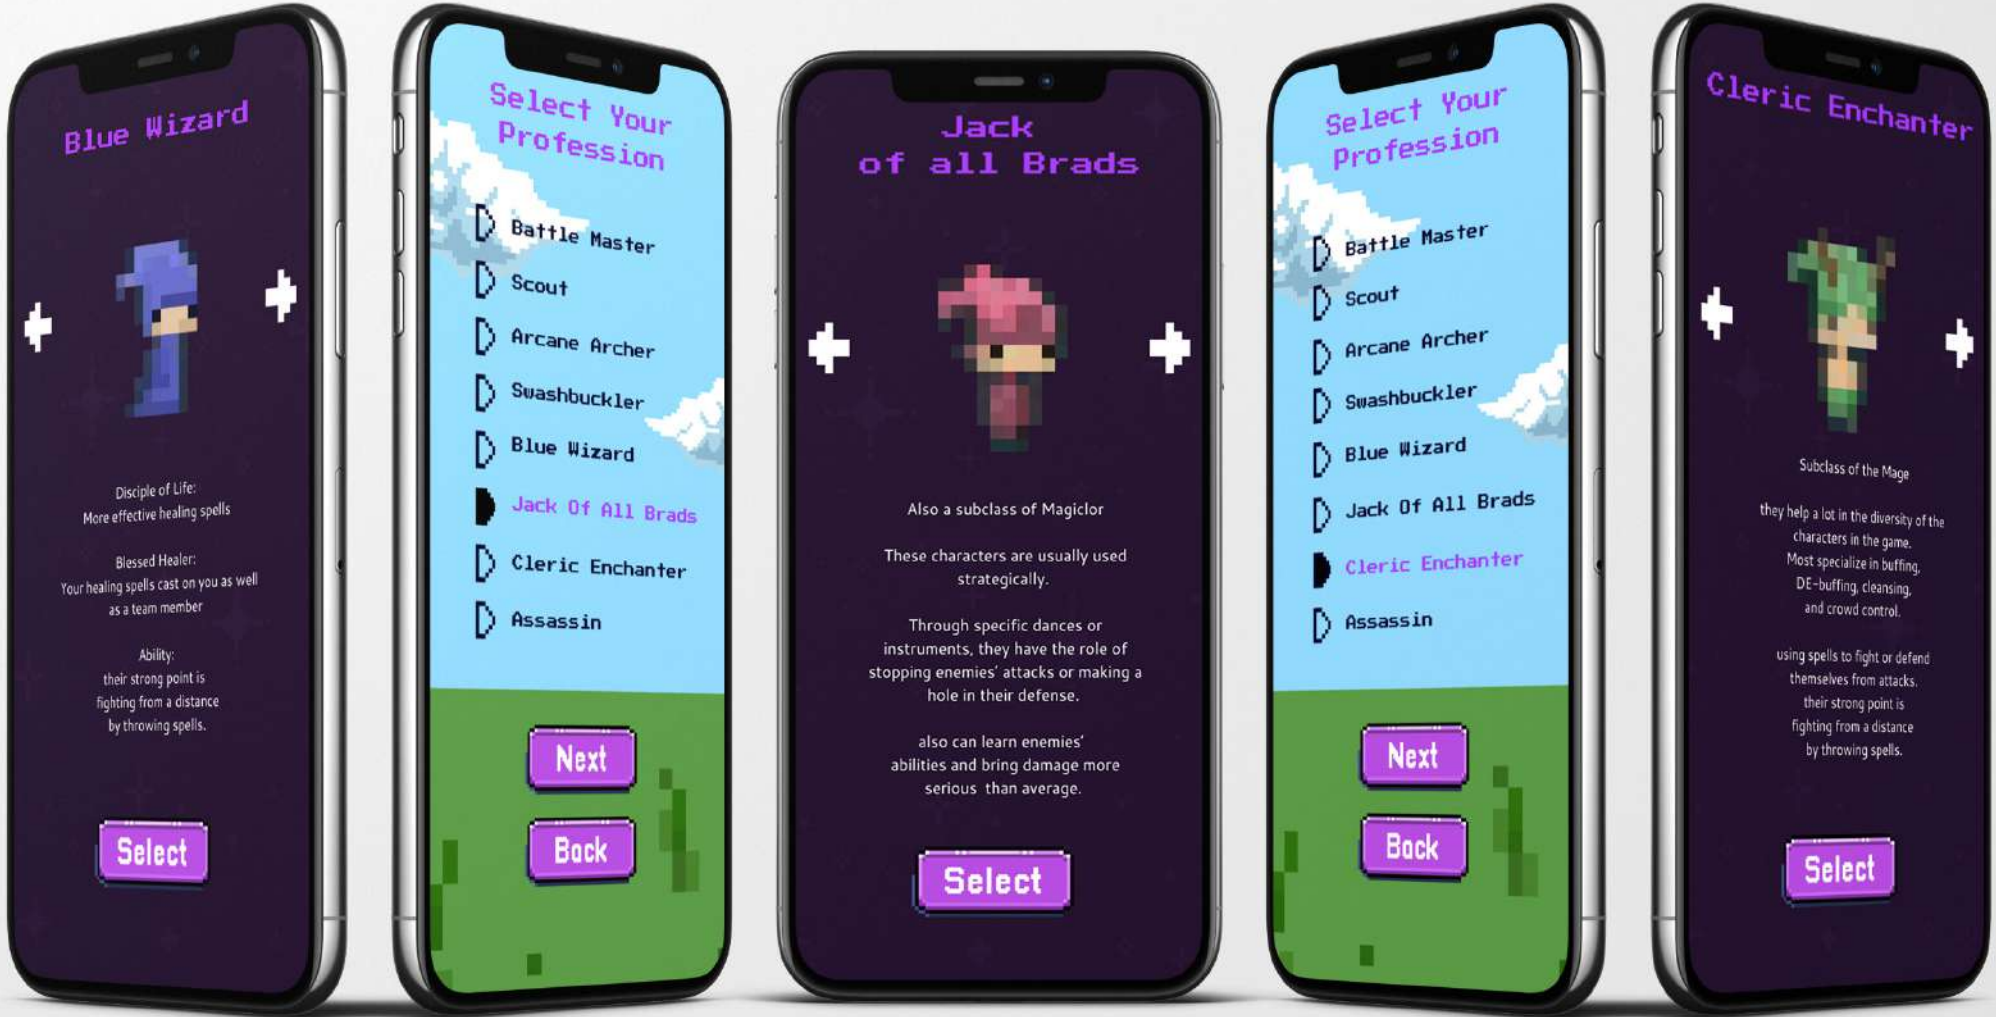 Blue Wizard
Disciple of Life:
More effective healing spells
Blessed Healer:
Your healing spells cast on you as well
as a team member
Ability:
their strong point is
fighting from a distance
by throwing spells.
Select
Select Your
Profession
Battle Master
Scout
Arcane Archer
Swashbuckler
Blue Wizard
Jack Of All Brads
Cleric Enchanter
Assassin
Next
Back
Jack
of all Brads
Also a subclass of Magiclor
These characters are usually used
strategically.
Through specific dances or
instruments, they have the role of
stopping enemies' attacks or making a
hole in their defense.
also can learn enemies'
abilities and bring damage more
serious than average.
Select
Select Your
Profession
Battle Master
Scout
Arcane Archer
Swashbuckler
Blue Wizard
Jack Of All Brads
Cleric Enchanter
Assassin
Next
Back
Cleric Enchanter
Subclass of the Mage
they help a lot in the diversity of the
characters in the game.
Most specialize in buffing,
DE-buffing, cleansing,
and crowd control.
using spells to fight or defend
themselves from attacks.
their strong point is
fighting from a distance
by throwing spells.
Select